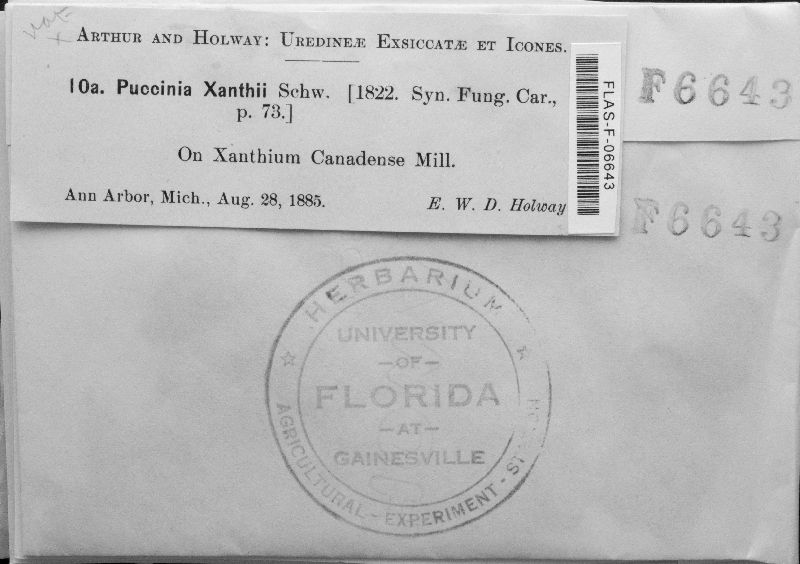 Arthur and Holway: Uredineæ Exsiccatæ et Icones.
10a. Puccinia Xanthii Schw. [1822. Syn. Fung. Car.,
p. 73.]
On Xanthium Canadense Mill.
Ann Arbor, Mich., Aug. 28, 1885. E. W. D. Holway
FLAS-F-06643
F6643
F6643
HERBARIUM
UNIVERSITY
-OF-
FLORIDA
-AT-
GAINESVILLE
AGRICULTURAL-EXPERIMENT-